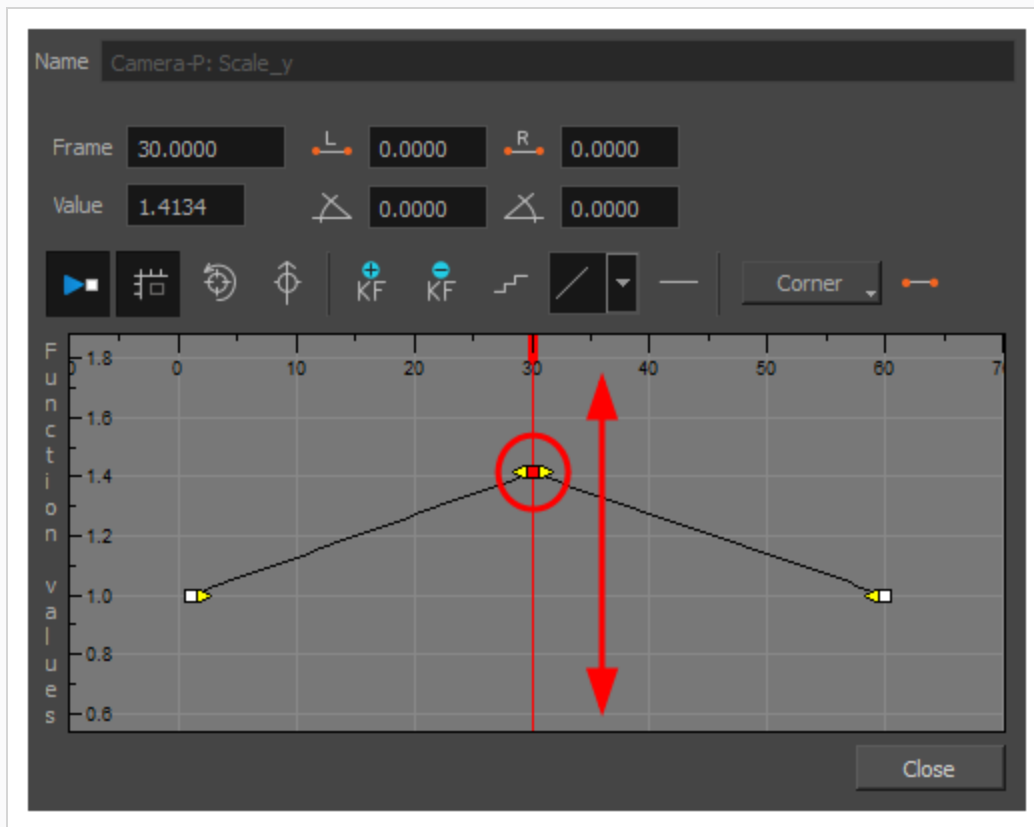 Name Camera-P: Scale_y
Frame 30.0000 L 0.0000 R 0.0000
Value 1.4134 0.0000 0.0000
KF KF Corner
Function values
0 10 20 30 40 50 60
1.8
1.6
1.4
1.2
1.0
0.8
0.6
Close